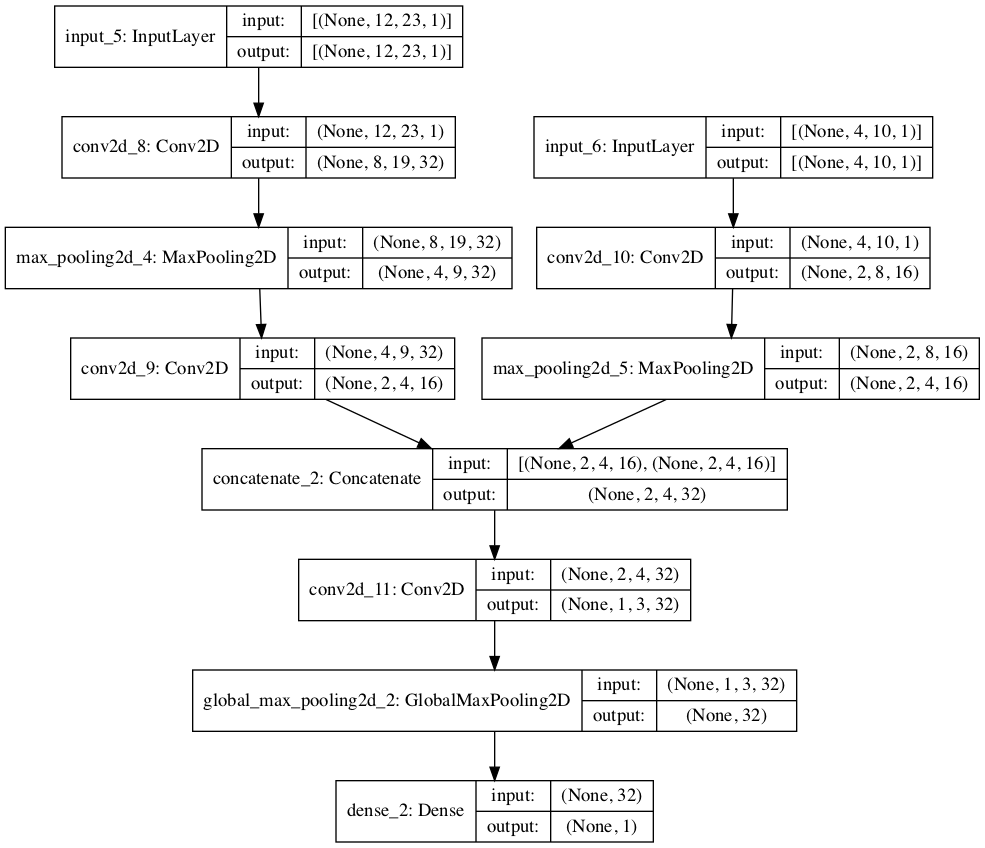 input_5: InputLayer
input: [(None, 12, 23, 1)]
output: [(None, 12, 23, 1)]
conv2d_8: Conv2D
input: (None, 12, 23, 1)
output: (None, 8, 19, 32)
input_6: InputLayer
input: [(None, 4, 10, 1)]
output: [(None, 4, 10, 1)]
max_pooling2d_4: MaxPooling2D
input: (None, 8, 19, 32)
output: (None, 4, 9, 32)
conv2d_10: Conv2D
input: (None, 4, 10, 1)
output: (None, 2, 8, 16)
conv2d_9: Conv2D
input: (None, 4, 9, 32)
output: (None, 2, 4, 16)
max_pooling2d_5: MaxPooling2D
input: (None, 2, 8, 16)
output: (None, 2, 4, 16)
concatenate_2: Concatenate
input: [(None, 2, 4, 16), (None, 2, 4, 16)]
output: (None, 2, 4, 32)
conv2d_11: Conv2D
input: (None, 2, 4, 32)
output: (None, 1, 3, 32)
global_max_pooling2d_2: GlobalMaxPooling2D
input: (None, 1, 3, 32)
output: (None, 32)
dense_2: Dense
input: (None, 32)
output: (None, 1)